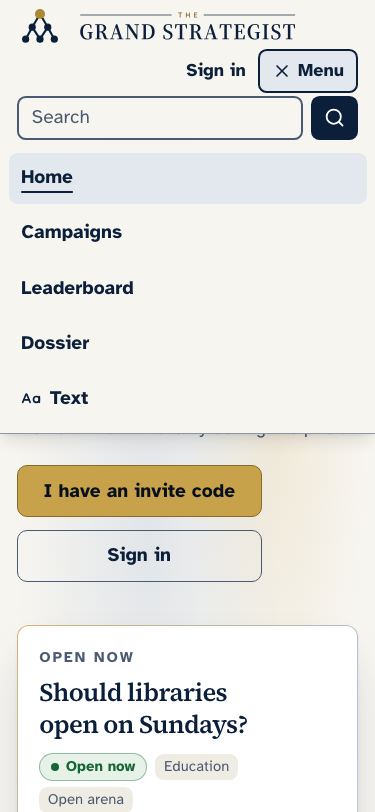 THE
GRAND STRATEGIST
Sign in
Menu
Search
Home
Campaigns
Leaderboard
Dossier
Aa Text
I have an invite code
Sign in
OPEN NOW
Should libraries
open on Sundays?
Open now
Education
Open arena